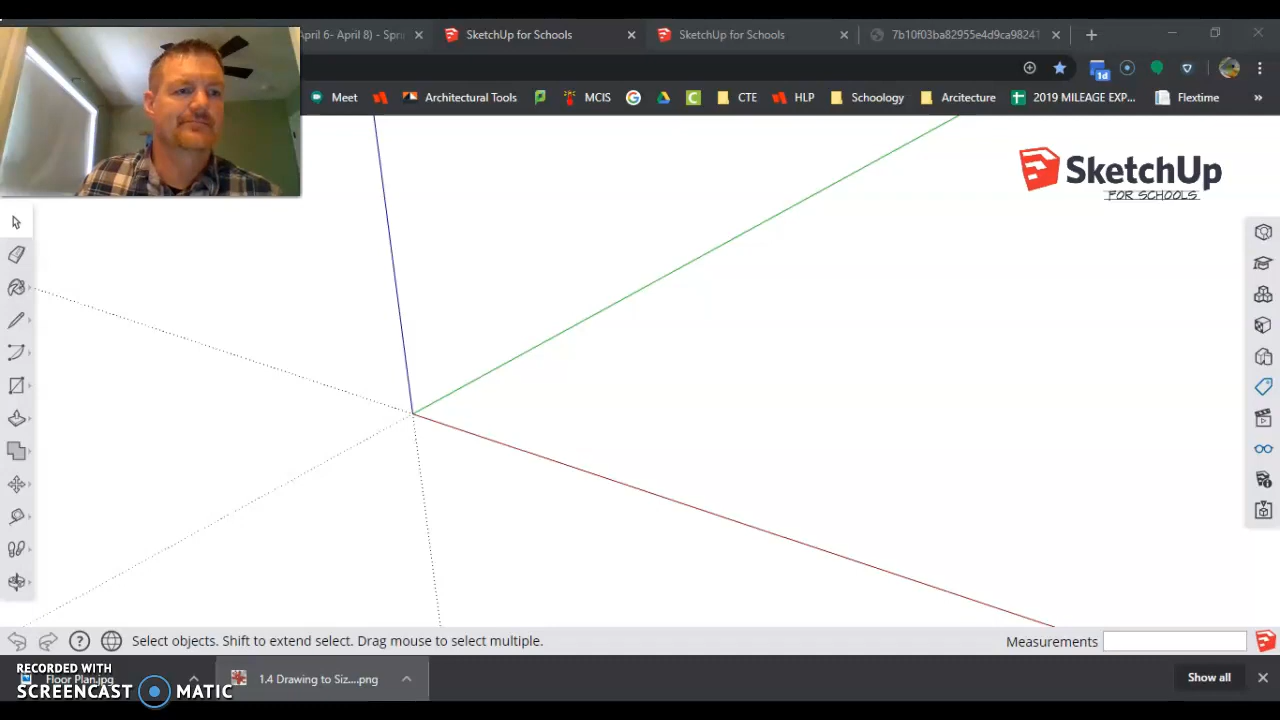 April 6- April 8) - Spri
SketchUp for Schools
SketchUp for Schools
7b10f03ba82955e4d9ca98241
1d
Meet
Architectural Tools
MCIS
CTE
HLP
Schoology
Arcitecture
2019 MILEAGE EXP...
Flextime
»
SketchUp
FOR SCHOOLS
Select objects. Shift to extend select. Drag mouse to select multiple.
Measurements
RECORDED WITH
SCREENCAST MATIC
Floor Plan.jpg
1.4 Drawing to Siz....png
Show all